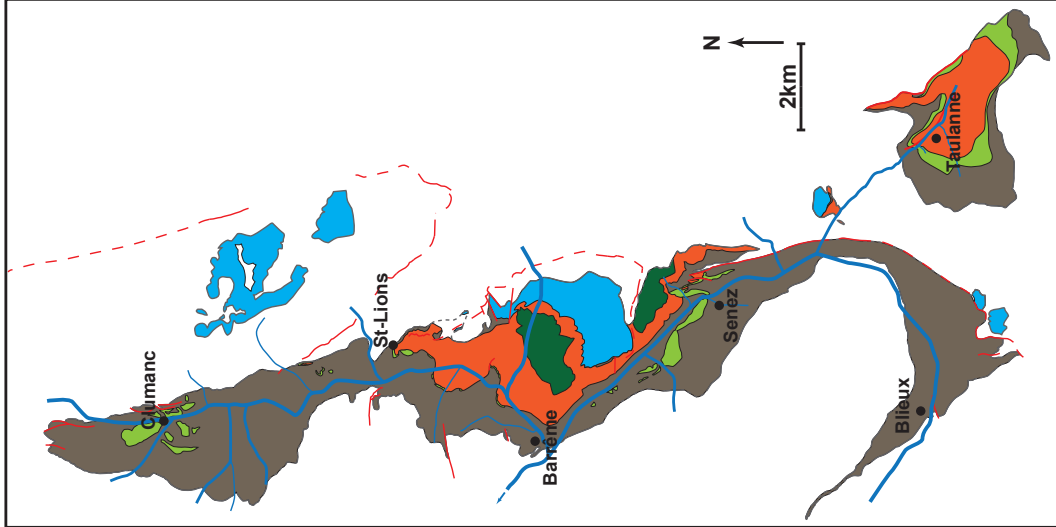 N
2km
Clumanc
St-Lions
Barrême
Senez
Taulanne
Blieux